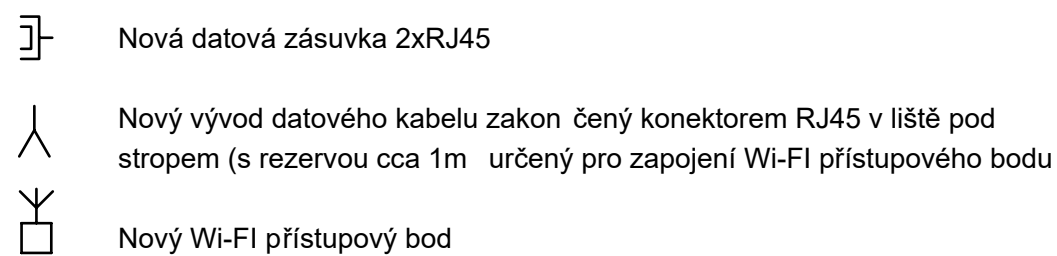 Nová datová zásuvka 2xRJ45
Nový vývod datového kabelu zakon čený konektorem RJ45 v liště pod
stropem (s rezervou cca 1m určený pro zapojení Wi-FI přístupového bodu
Nový Wi-FI přístupový bod